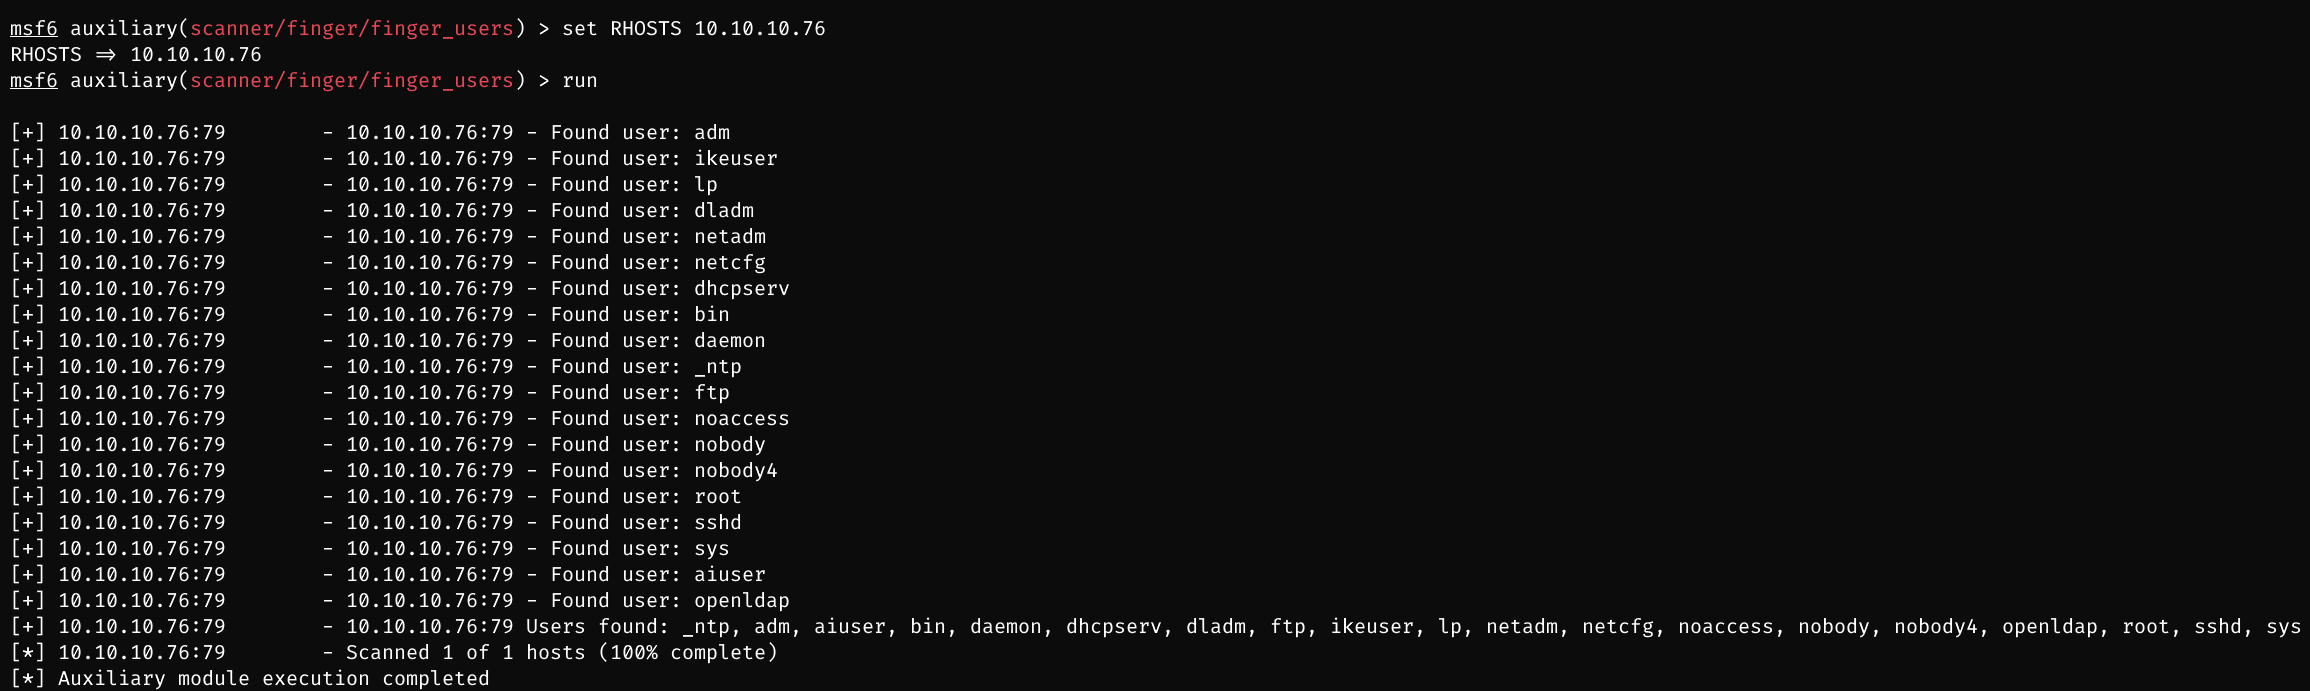 msf6 auxiliary(scanner/finger/finger_users) > set RHOSTS 10.10.10.76
RHOSTS => 10.10.10.76
msf6 auxiliary(scanner/finger/finger_users) > run
[+] 10.10.10.76:79        - 10.10.10.76:79 - Found user: adm
[+] 10.10.10.76:79        - 10.10.10.76:79 - Found user: ikeuser
[+] 10.10.10.76:79        - 10.10.10.76:79 - Found user: lp
[+] 10.10.10.76:79        - 10.10.10.76:79 - Found user: dladm
[+] 10.10.10.76:79        - 10.10.10.76:79 - Found user: netadm
[+] 10.10.10.76:79        - 10.10.10.76:79 - Found user: netcfg
[+] 10.10.10.76:79        - 10.10.10.76:79 - Found user: dhcpserv
[+] 10.10.10.76:79        - 10.10.10.76:79 - Found user: bin
[+] 10.10.10.76:79        - 10.10.10.76:79 - Found user: daemon
[+] 10.10.10.76:79        - 10.10.10.76:79 - Found user: _ntp
[+] 10.10.10.76:79        - 10.10.10.76:79 - Found user: ftp
[+] 10.10.10.76:79        - 10.10.10.76:79 - Found user: noaccess
[+] 10.10.10.76:79        - 10.10.10.76:79 - Found user: nobody
[+] 10.10.10.76:79        - 10.10.10.76:79 - Found user: nobody4
[+] 10.10.10.76:79        - 10.10.10.76:79 - Found user: root
[+] 10.10.10.76:79        - 10.10.10.76:79 - Found user: sshd
[+] 10.10.10.76:79        - 10.10.10.76:79 - Found user: sys
[+] 10.10.10.76:79        - 10.10.10.76:79 - Found user: aiuser
[+] 10.10.10.76:79        - 10.10.10.76:79 - Found user: openldap
[+] 10.10.10.76:79        - 10.10.10.76:79 Users found: _ntp, adm, aiuser, bin, daemon, dhcpserv, dladm, ftp, ikeuser, lp, netadm, netcfg, noaccess, nobody, nobody4, openldap, root, sshd, sys
[*] 10.10.10.76:79        - Scanned 1 of 1 hosts (100% complete)
[*] Auxiliary module execution completed